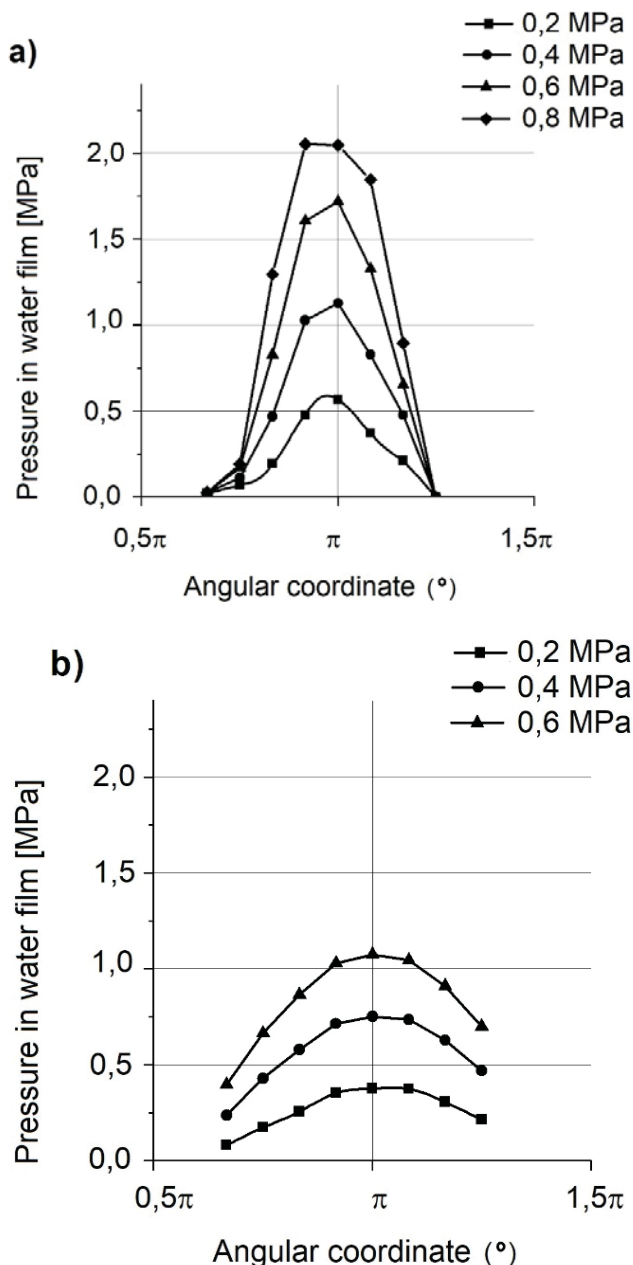 a)
0,2 MPa
0,4 MPa
0,6 MPa
0,8 MPa
Pressure in water film [MPa]
2,0
1,5
1,0
0,5
0,0
0,5π π 1,5π
Angular coordinate (°)
b)
0,2 MPa
0,4 MPa
0,6 MPa
Pressure in water film [MPa]
2,0
1,5
1,0
0,5
0,0
0,5π π 1,5π
Angular coordinate (°)